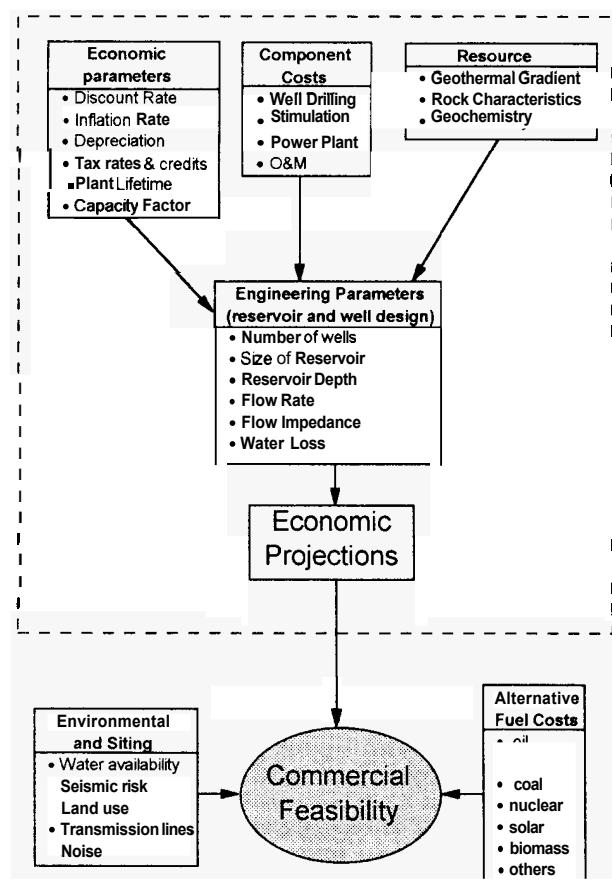 Economic
parameters
• Discount Rate
• Inflation Rate
• Depreciation
• Tax rates & credits
▪Plant Lifetime
• Capacity Factor
Component
Costs
• Well Drilling
• Stimulation
• Power Plant
• O&M
Resource
• Geothermal Gradient
• Rock Characteristics
• Geochemistry
Engineering Parameters
(reservoir and well design)
• Number of wells
• Size of Reservoir
• Reservoir Depth
• Flow Rate
• Flow Impedance
• Water Loss
Economic
Projections
Environmental
and Siting
• Water availability
Seismic risk
Land use
• Transmission lines
Noise
Commercial
Feasibility
Alternative
Fuel Costs
• oil
• coal
• nuclear
• solar
• biomass
• others